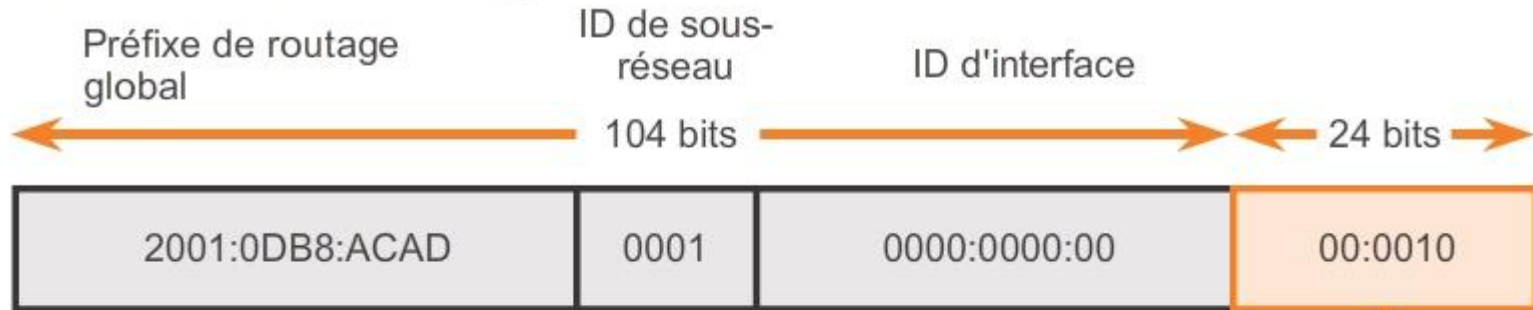 Préfixe de routage
global
ID de sous-
réseau
ID d'interface
104 bits
24 bits
2001:0DB8:ACAD
0001
0000:0000:00
00:0010